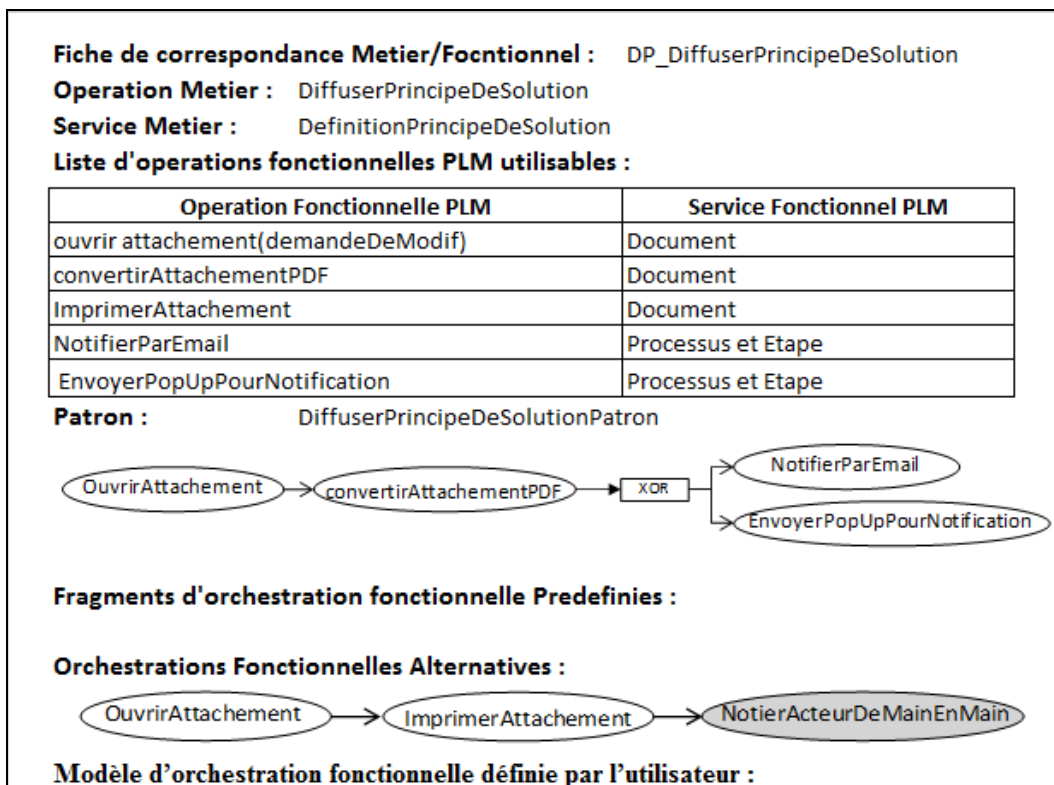 Fiche de correspondance Metier/Focntionnel : DP_DiffuserPrincipeDeSolution
Operation Metier : DiffuserPrincipeDeSolution
Service Metier : DefinitionPrincipeDeSolution
Liste d'operations fonctionnelles PLM utilisables :
Operation Fonctionnelle PLM Service Fonctionnel PLM
ouvrir attachement(demandeDeModif) Document
convertirAttachementPDF Document
ImprimerAttachement Document
NotifierParEmail Processus et Etape
EnvoyerPopUpPourNotification Processus et Etape
Patron : DiffuserPrincipeDeSolutionPatron
NotifierParEmail
OuvrirAttachement convertirAttachementPDF XOR
EnvoyerPopUpPourNotification
Fragments d'orchestration fonctionnelle Predefinies :
Orchestrations Fonctionnelles Alternatives :
OuvrirAttachement ImprimerAttachement NotierActeurDeMainEnMain
Modèle d’orchestration fonctionnelle définie par l’utilisateur :